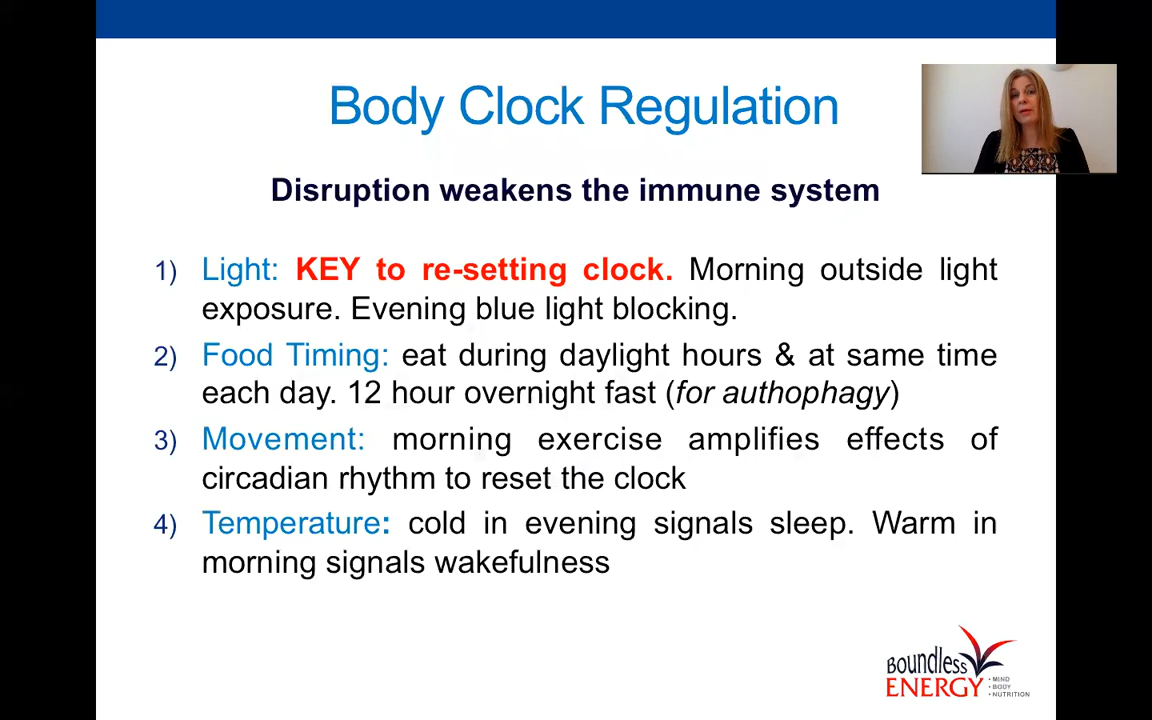 Body Clock Regulation
Disruption weakens the immune system
1) Light: KEY to re-setting clock. Morning outside light
exposure. Evening blue light blocking.
2) Food Timing: eat during daylight hours & at same time
each day. 12 hour overnight fast (for authophagy)
3) Movement: morning exercise amplifies effects of
circadian rhythm to reset the clock
4) Temperature: cold in evening signals sleep. Warm in
morning signals wakefulness
Boundless
ENERGY
• MIND
• BODY
• NUTRITION